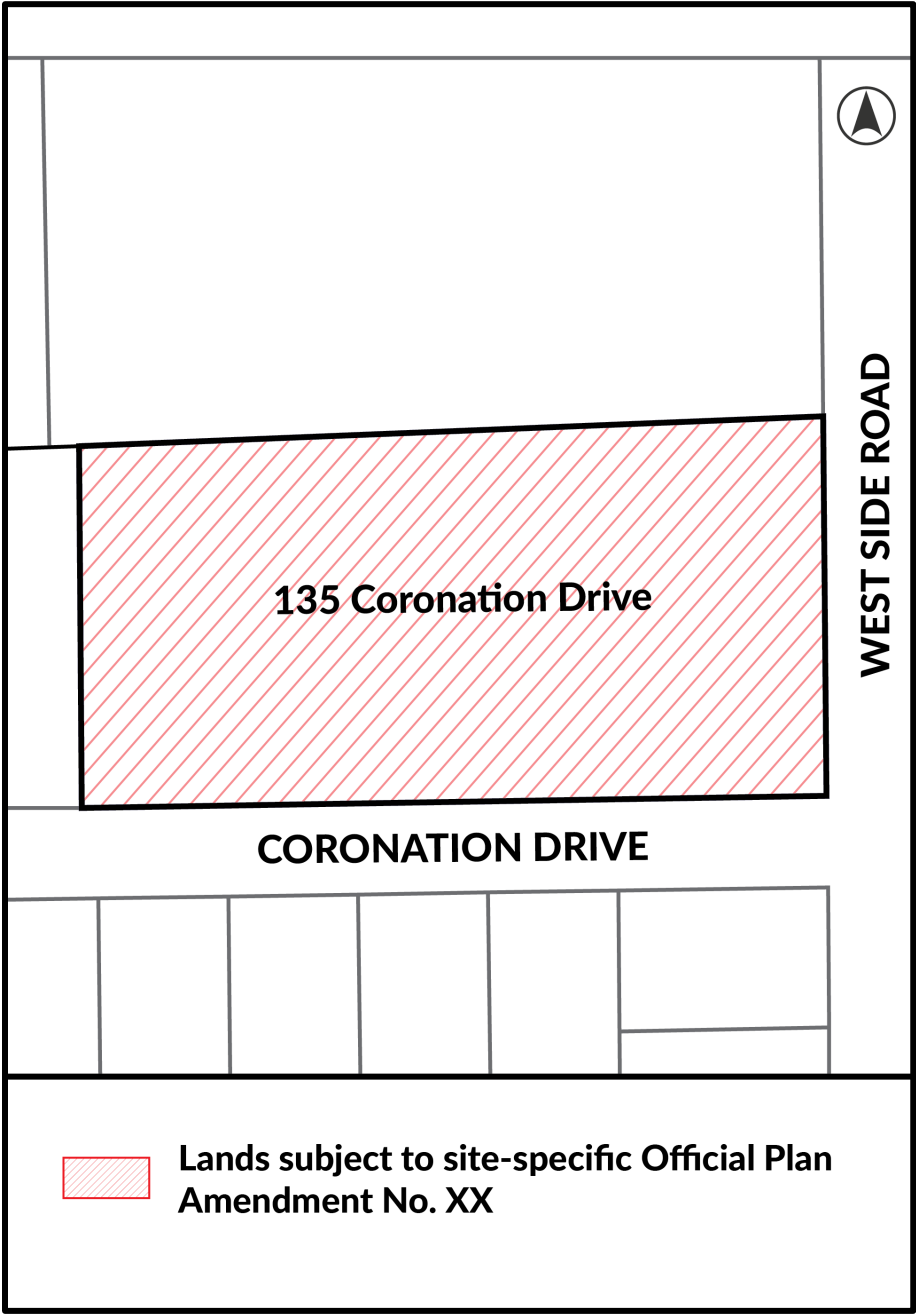 WEST SIDE ROAD
135 Coronation Drive
CORONATION DRIVE
Lands subject to site-specific Official Plan
Amendment No. XX